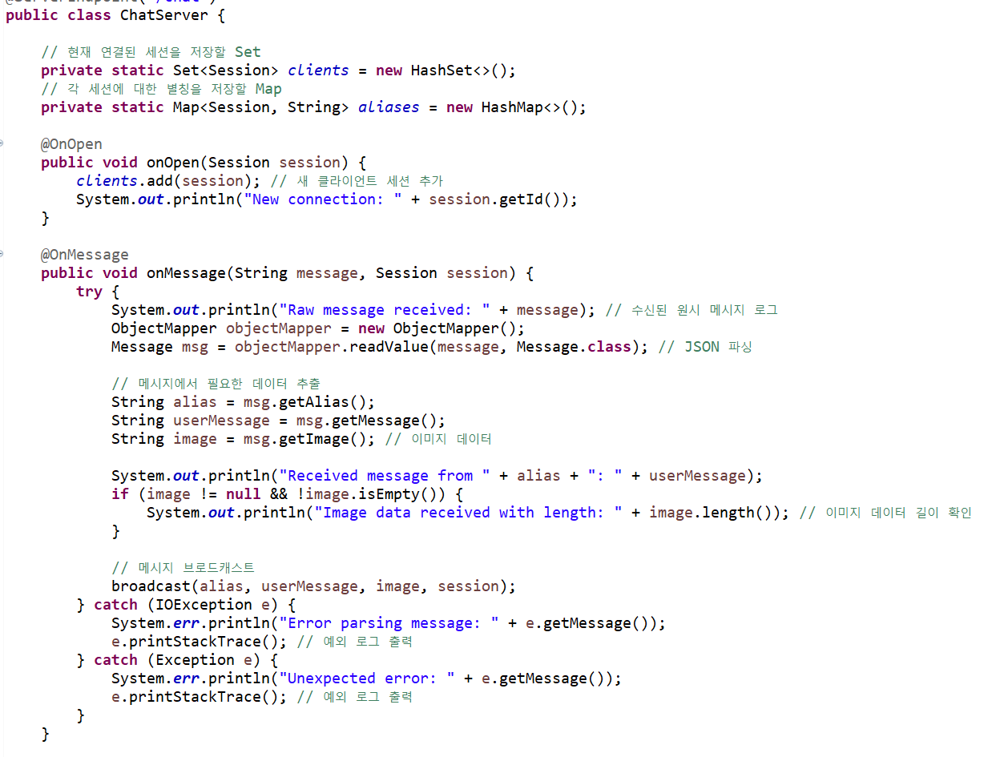 public class ChatServer {
// 현재 연결된 세션을 저장할 Set
private static Set<Session> clients = new HashSet<>();
// 각 세션에 대한 별칭을 저장할 Map
private static Map<Session, String> aliases = new HashMap<>();
@OnOpen
public void onOpen(Session session) {
clients.add(session); // 새 클라이언트 세션 추가
System.out.println("New connection: " + session.getId());
}
@OnMessage
public void onMessage(String message, Session session) {
try {
System.out.println("Raw message received: " + message); // 수신된 원시 메시지 로그
ObjectMapper objectMapper = new ObjectMapper();
Message msg = objectMapper.readValue(message, Message.class); // JSON 파싱
// 메시지에서 필요한 데이터 추출
String alias = msg.getAlias();
String userMessage = msg.getMessage();
String image = msg.getImage(); // 이미지 데이터
System.out.println("Received message from " + alias + ": " + userMessage);
if (image != null && !image.isEmpty()) {
System.out.println("Image data received with length: " + image.length()); // 이미지 데이터 길이 확인
}
// 메시지 브로드캐스트
broadcast(alias, userMessage, image, session);
} catch (IOException e) {
System.err.println("Error parsing message: " + e.getMessage());
e.printStackTrace(); // 예외 로그 출력
} catch (Exception e) {
System.err.println("Unexpected error: " + e.getMessage());
e.printStackTrace(); // 예외 로그 출력
}
}